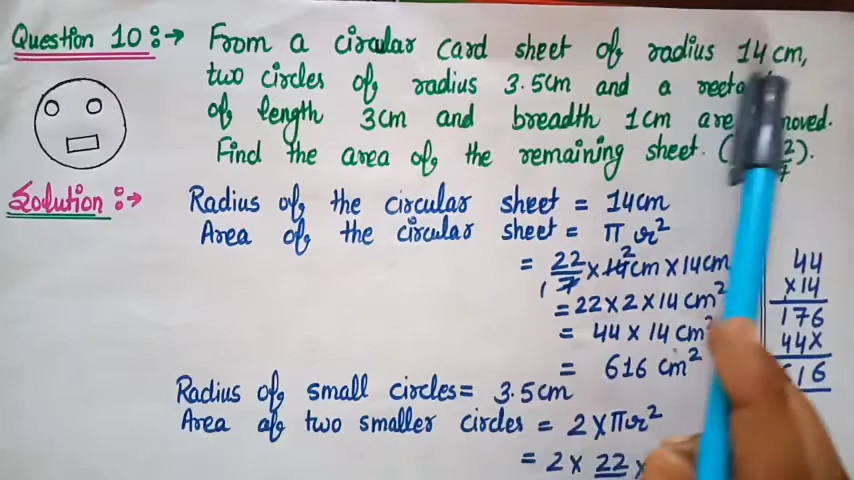 Question 10:→ From a circular card sheet of radius 14cm,
two circles of radius 3.5cm and a
of length 3cm and breadth 1cm are
Find the area of the remaining sheet.
Solution:→ Radius of the circular sheet = 14cm
Area of the circular sheet = πr²
= 22/7 × 14² cm × 14cm
1
= 22 × 2 × 14 cm²
= 44 × 14 cm²
= 616 cm²
44
×14
176
44×
616
Radius of small circles = 3.5cm
Area of two smaller circles = 2×πr²
= 2 × 22